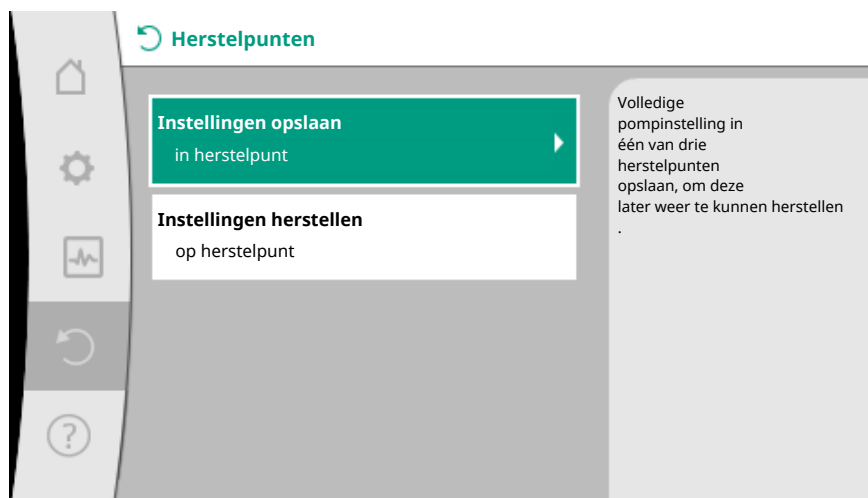 Herstelpunten
Instellingen opslaan
in herstelpunt
Instellingen herstellen
op herstelpunt
Volledige
pompinstelling in
één van drie
herstelpunten
opslaan, om deze
later weer te kunnen herstellen
.
?